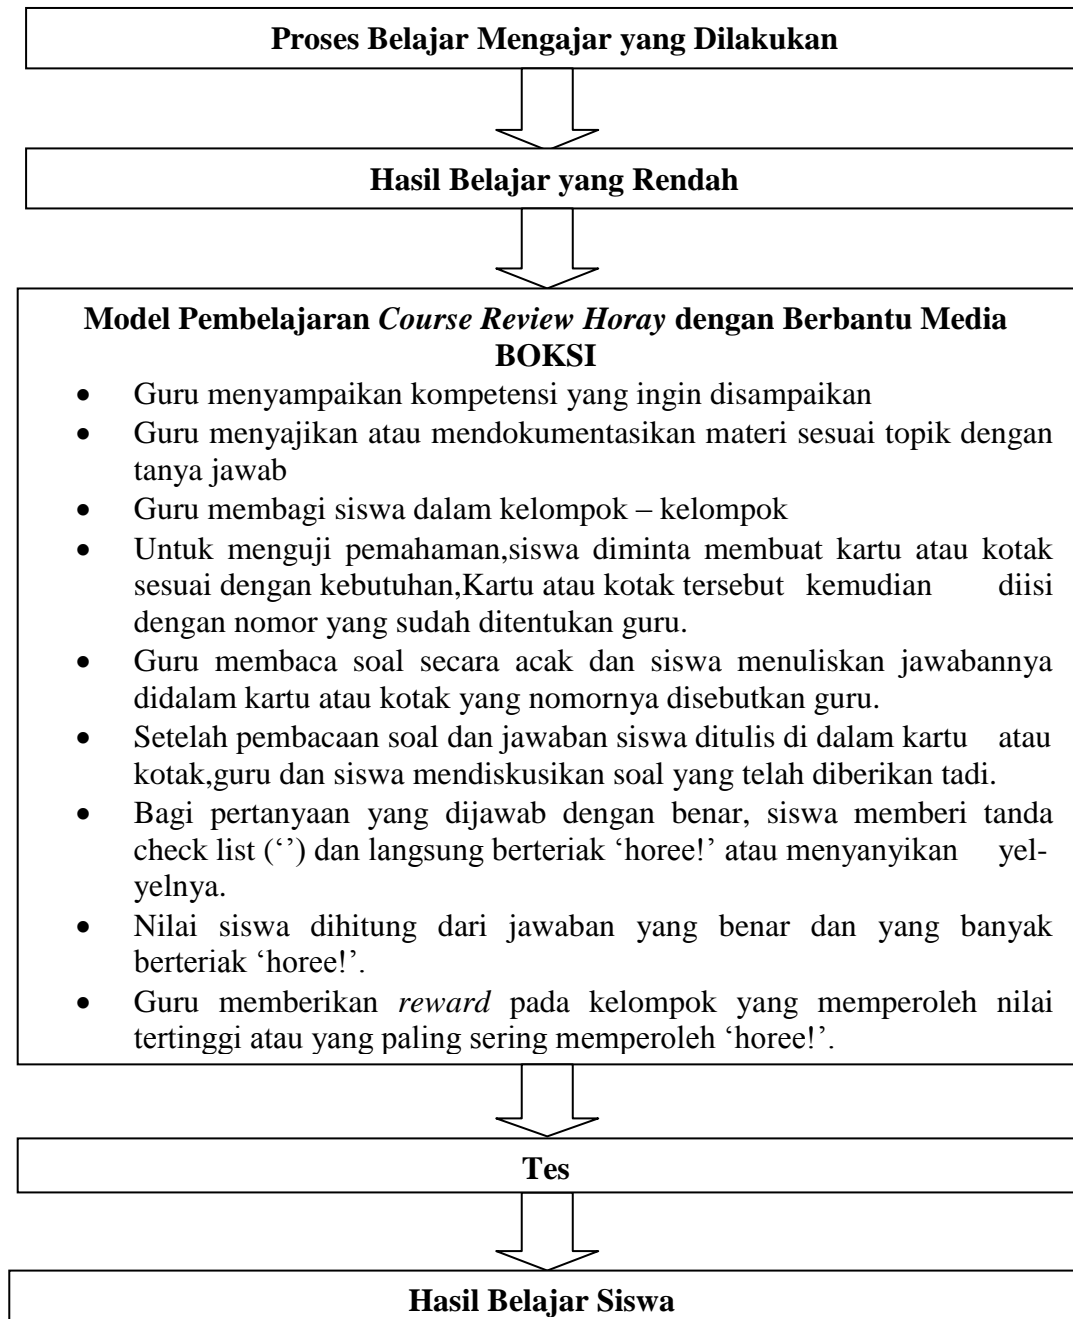 Proses Belajar Mengajar yang Dilakukan
Hasil Belajar yang Rendah
Model Pembelajaran Course Review Horay dengan Berbantu Media
BOKSI
• Guru menyampaikan kompetensi yang ingin disampaikan
• Guru menyajikan atau mendokumentasikan materi sesuai topik dengan
tanya jawab
• Guru membagi siswa dalam kelompok – kelompok
• Untuk menguji pemahaman,siswa diminta membuat kartu atau kotak
sesuai dengan kebutuhan,Kartu atau kotak tersebut kemudian diisi
dengan nomor yang sudah ditentukan guru.
• Guru membaca soal secara acak dan siswa menuliskan jawabannya
didalam kartu atau kotak yang nomornya disebutkan guru.
• Setelah pembacaan soal dan jawaban siswa ditulis di dalam kartu atau
kotak,guru dan siswa mendiskusikan soal yang telah diberikan tadi.
• Bagi pertanyaan yang dijawab dengan benar, siswa memberi tanda
check list (‘’) dan langsung berteriak ‘horee!’ atau menyanyikan yel-
yelnya.
• Nilai siswa dihitung dari jawaban yang benar dan yang banyak
berteriak ‘horee!’.
• Guru memberikan reward pada kelompok yang memperoleh nilai
tertinggi atau yang paling sering memperoleh ‘horee!’.
Tes
Hasil Belajar Siswa